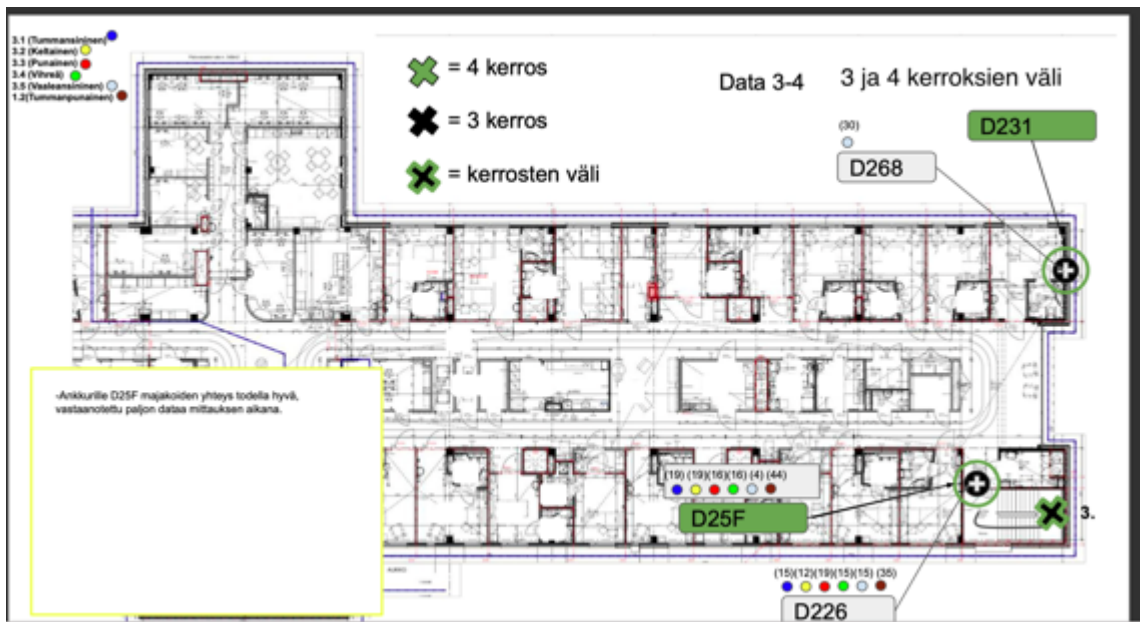 3.1 (Tummansininen)
3.2 (Keltainen)
3.3 (Punainen)
3.4 (Vihreä)
3.5 (Vaaleansininen)
1.2(Tummanpunainen)
= 4 kerros
= 3 kerros
= kerrosten väli
Data 3-4
3 ja 4 kerroksien väli
(30)
D268
D231
-Ankkurille D25F majakoiden yhteys todella hyvä,
vastaanotettu paljon dataa mittauksen aikana.
(19) (19)(16)(16) (4) (44)
D25F
3.
(15)(12)(19)(15)(15) (35)
D226